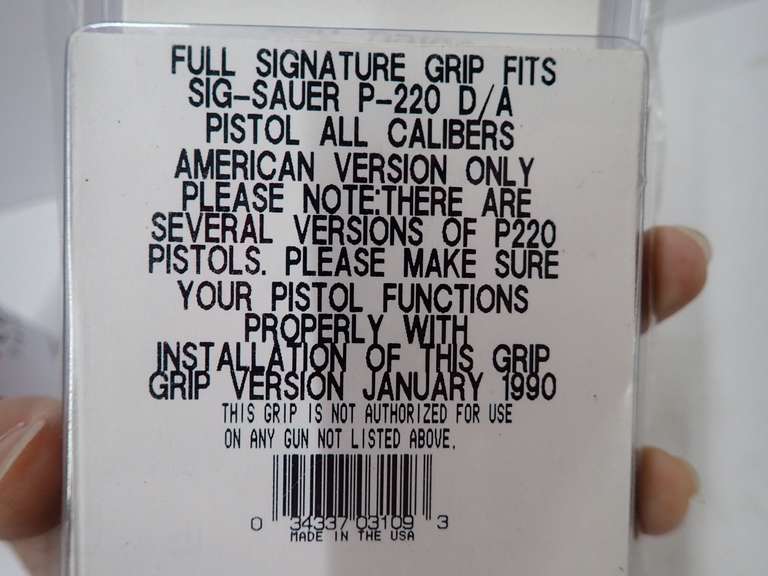 FULL SIGNATURE GRIP FITS
SIG-SAUER P-220 D/A
PISTOL ALL CALIBERS
AMERICAN VERSION ONLY
PLEASE NOTE:THERE ARE
SEVERAL VERSIONS OF P220
PISTOLS. PLEASE MAKE SURE
YOUR PISTOL FUNCTIONS
PROPERLY WITH
INSTALLATION OF THIS GRIP
GRIP VERSION JANUARY 1990
THIS GRIP IS NOT AUTHORIZED FOR USE
ON ANY GUN NOT LISTED ABOVE.
0 34337 03109 3
MADE IN THE USA